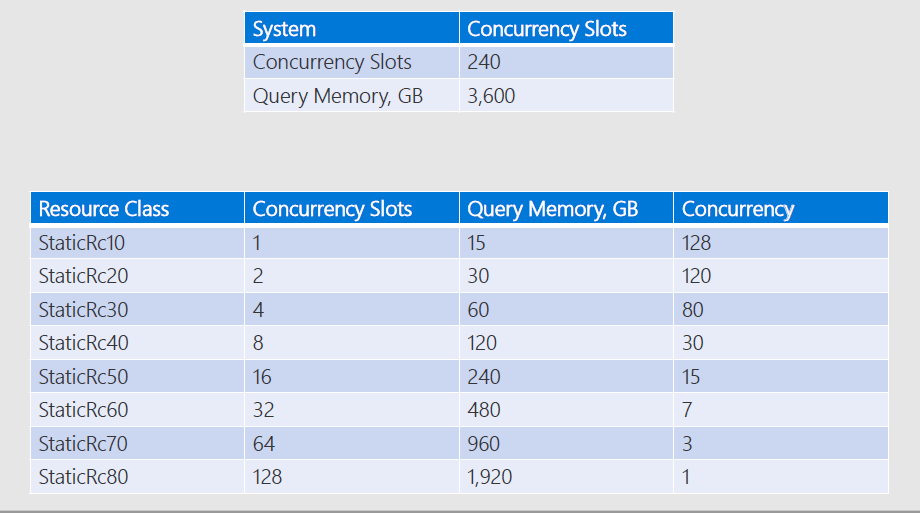 System Concurrency Slots
Concurrency Slots 240
Query Memory, GB 3,600
Resource Class Concurrency Slots Query Memory, GB Concurrency
StaticRc10 1 15 128
StaticRc20 2 30 120
StaticRc30 4 60 80
StaticRc40 8 120 30
StaticRc50 16 240 15
StaticRc60 32 480 7
StaticRc70 64 960 3
StaticRc80 128 1,920 1